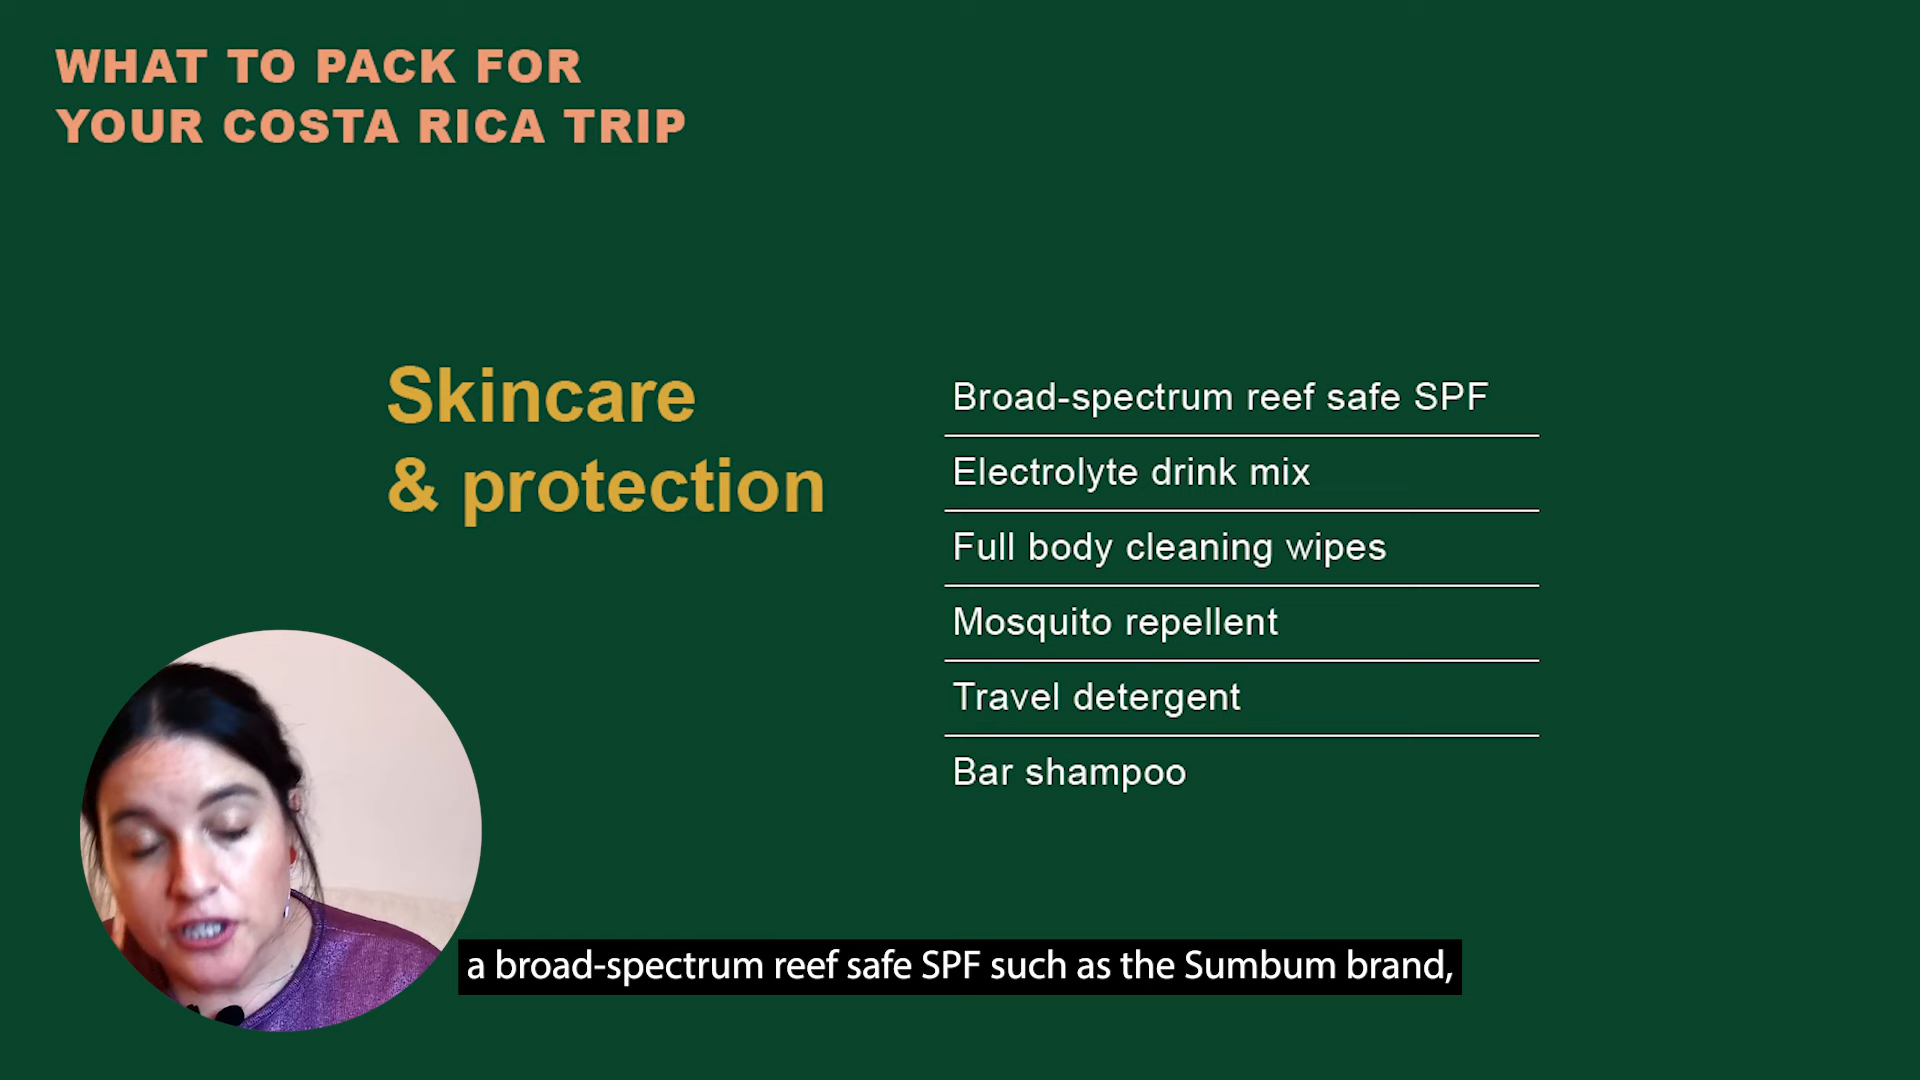 WHAT TO PACK FOR
YOUR COSTA RICA TRIP
Skincare
& protection
Broad-spectrum reef safe SPF
Electrolyte drink mix
Full body cleaning wipes
Mosquito repellent
Travel detergent
Bar shampoo
a broad-spectrum reef safe SPF such as the Sumbum brand,